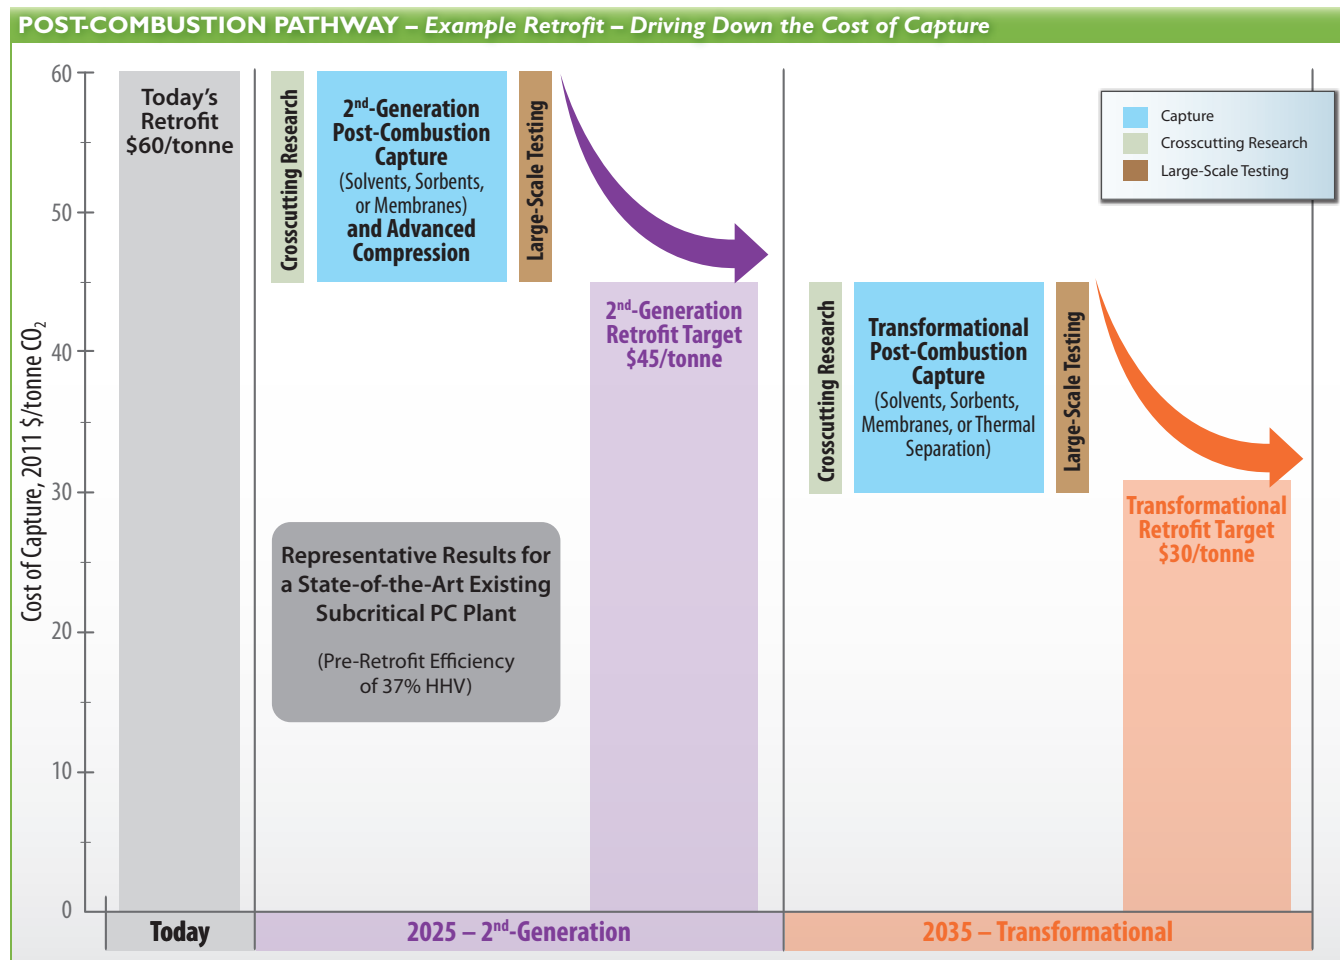 POST-COMBUSTION PATHWAY – Example Retrofit – Driving Down the Cost of Capture
Cost of Capture, 2011 $/tonne CO₂
60
50
40
30
20
10
0
Today's
Retrofit
$60/tonne
Crosscutting Research
2nd-Generation
Post-Combustion
Capture
(Solvents, Sorbents,
or Membranes)
and Advanced
Compression
Large-Scale Testing
2nd-Generation
Retrofit Target
$45/tonne
Representative Results for
a State-of-the-Art Existing
Subcritical PC Plant
(Pre-Retrofit Efficiency
of 37% HHV)
Capture
Crosscutting Research
Large-Scale Testing
Crosscutting Research
Transformational
Post-Combustion
Capture
(Solvents, Sorbents,
Membranes, or Thermal
Separation)
Large-Scale Testing
Transformational
Retrofit Target
$30/tonne
Today
2025 – 2nd-Generation
2035 – Transformational